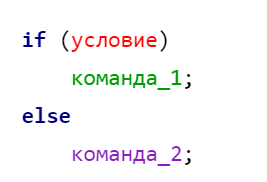 if (условие)
команда_1;
else
команда_2;